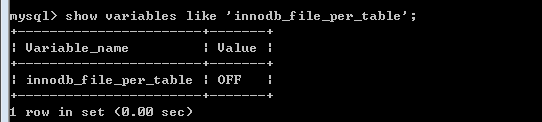 mysql> show variables like 'innodb_file_per_table';
+-----------------------+-------+
| Variable_name         | Value |
+-----------------------+-------+
| innodb_file_per_table | OFF   |
+-----------------------+-------+
1 row in set (0.00 sec)